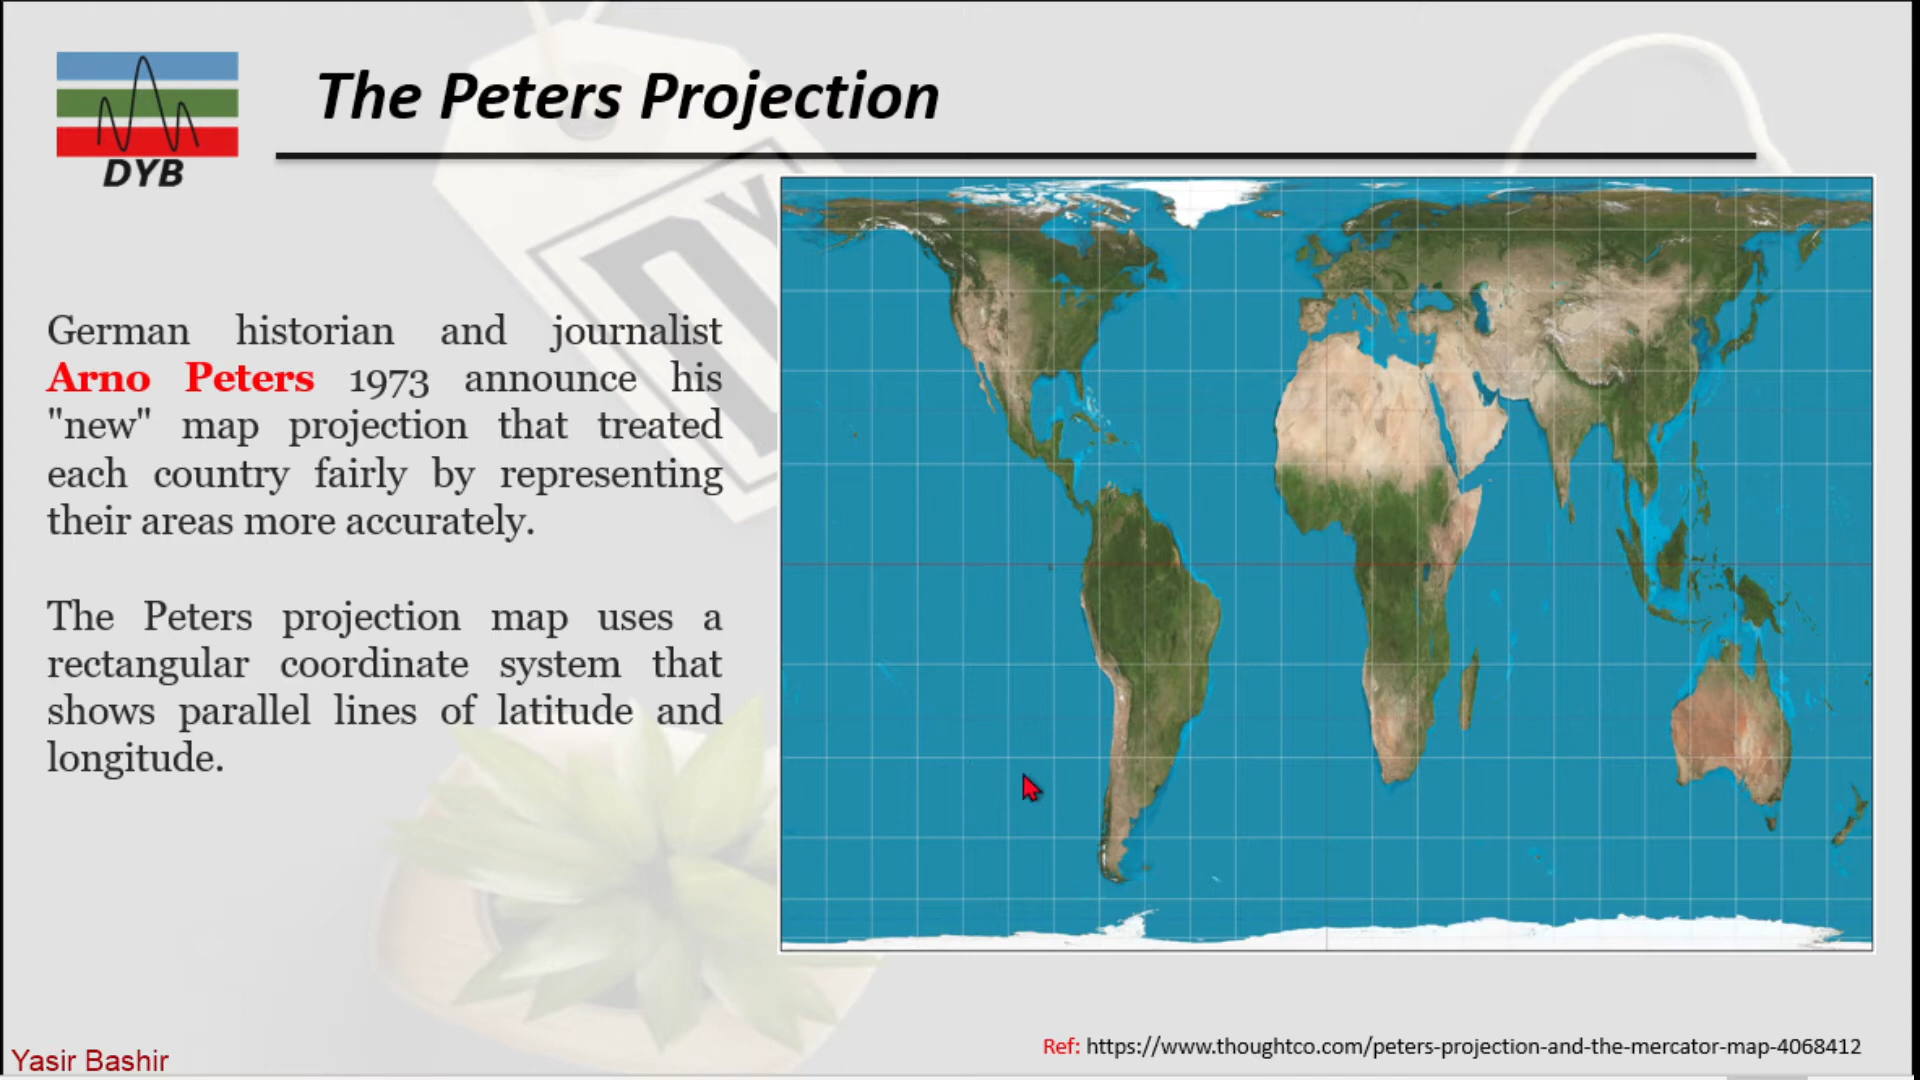 The Peters Projection
DYB
German historian and journalist
Arno Peters 1973 announce his
"new" map projection that treated
each country fairly by representing
their areas more accurately.
The Peters projection map uses a
rectangular coordinate system that
shows parallel lines of latitude and
longitude.
Ref: https://www.thoughtco.com/peters-projection-and-the-mercator-map-4068412
Yasir Bashir